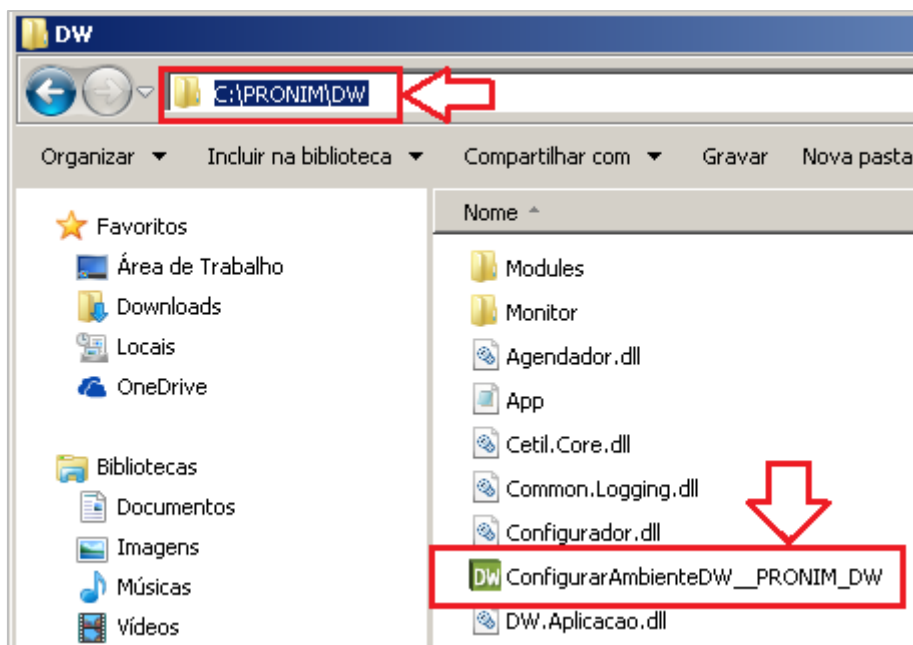 DW
C:\PRONIM\DW
Organizar Incluir na biblioteca Compartilhar com Gravar Nova pasta
Favoritos
Área de Trabalho
Downloads
Locais
OneDrive
Bibliotecas
Documentos
Imagens
Músicas
Vídeos
Nome
Modules
Monitor
Agendador.dll
App
Cetil.Core.dll
Common.Logging.dll
Configurador.dll
DW ConfigurarAmbienteDW__PRONIM_DW
DW.Aplicacao.dll